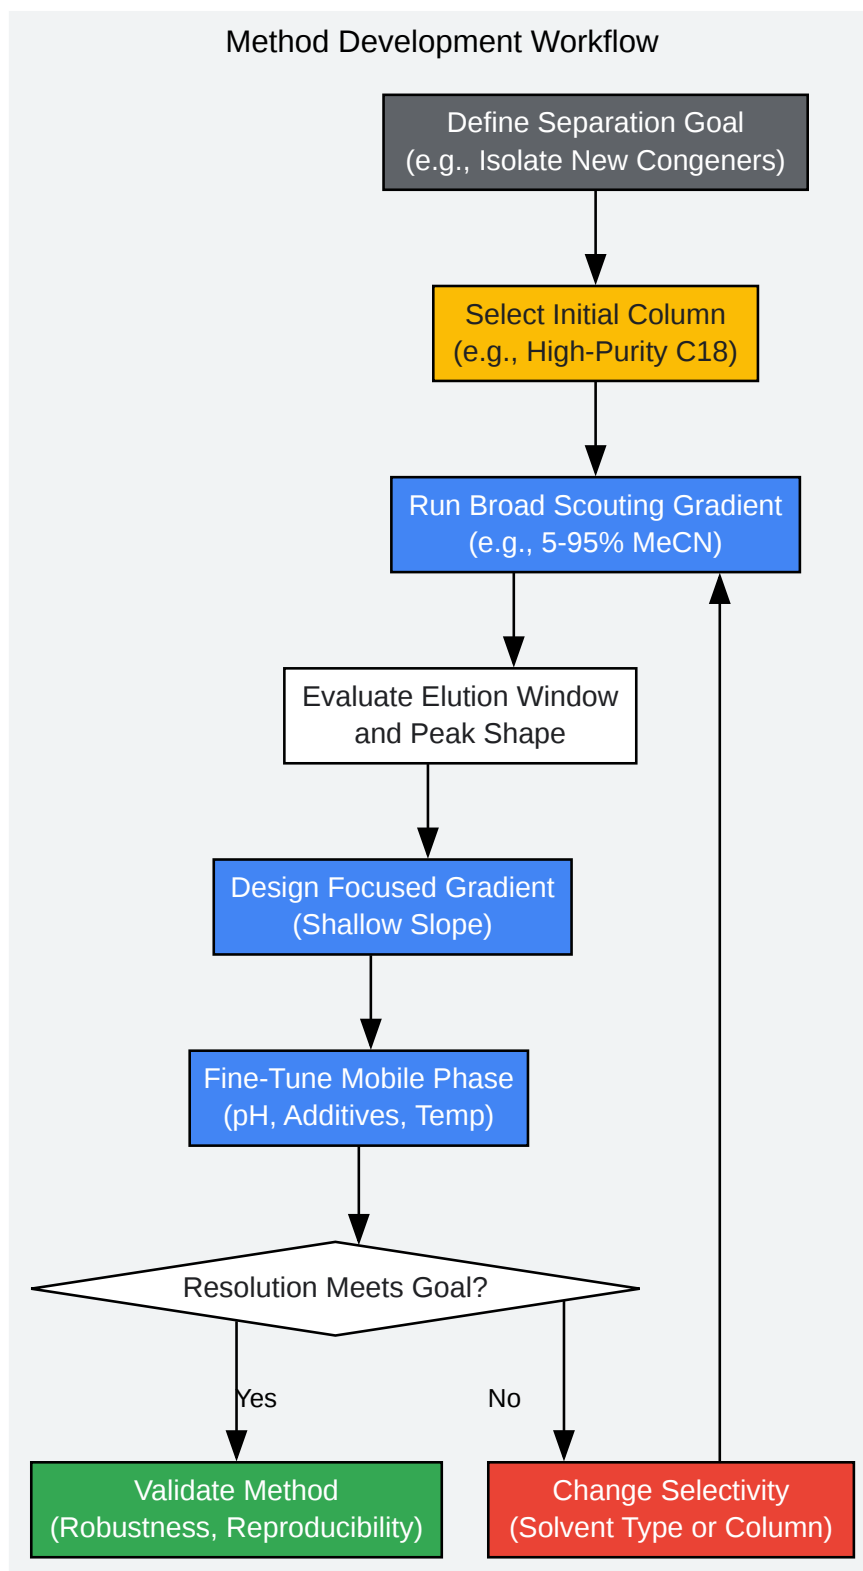 Method Development Workflow
Define Separation Goal
(e.g., Isolate New Congeners)
Select Initial Column
(e.g., High-Purity C18)
Run Broad Scouting Gradient
(e.g., 5-95% MeCN)
Evaluate Elution Window
and Peak Shape
Design Focused Gradient
(Shallow Slope)
Fine-Tune Mobile Phase
(pH, Additives, Temp)
Resolution Meets Goal?
Yes
No
Validate Method
(Robustness, Reproducibility)
Change Selectivity
(Solvent Type or Column)